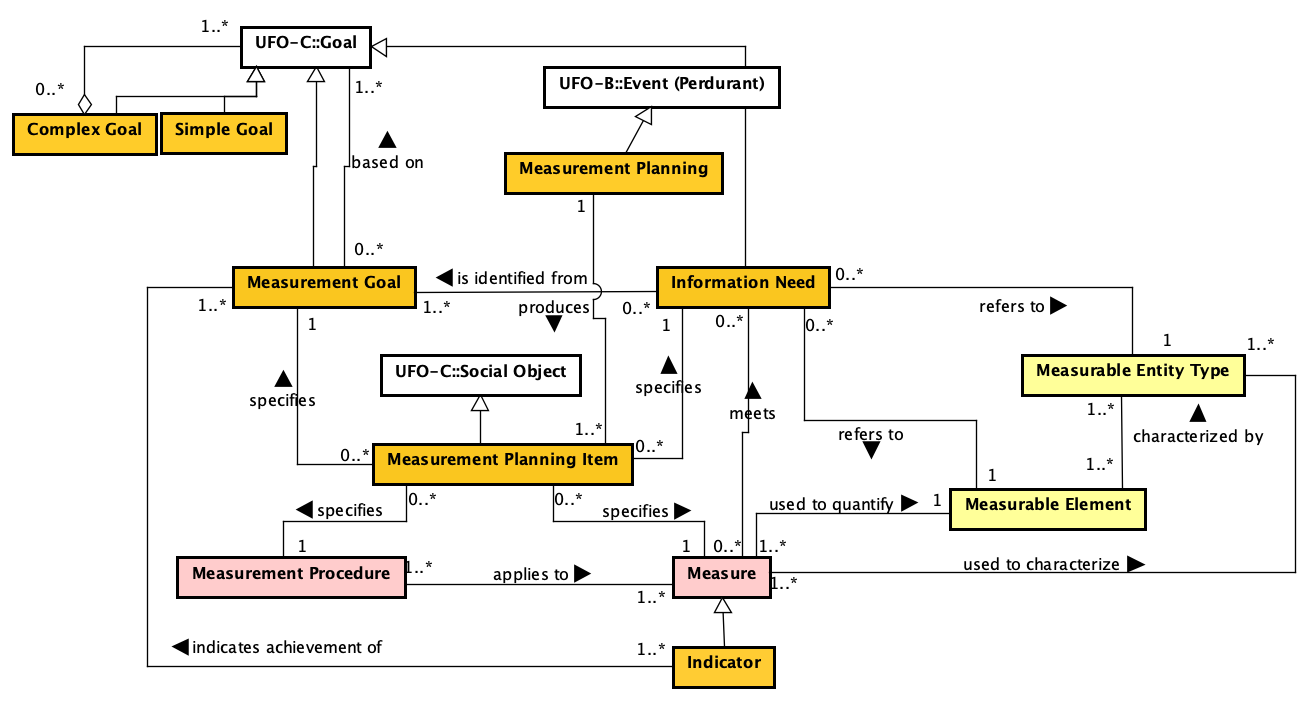 1..*
UFO-C::Goal
UFO-B::Event (Perdurant)
0..*
1..*
Complex Goal
Simple Goal
based on
Measurement Planning
1
0..*
Measurement Goal
is identified from
Information Need
0..*
1..*
1..*
produces
0..*
refers to
1
1
0..*
0..*
1
1..*
UFO-C::Social Object
Measurable Entity Type
specifies
specifies
meets
1..*
characterized by
1..*
0..*
0..*
refers to
Measurement Planning Item
1..*
1
0..*
0..*
specifies
specifies
used to quantify
1
Measurable Element
1
1
0..*
1..*
Measurement Procedure
1..*
applies to
Measure
used to characterize
1..*
1..*
indicates achievement of
1..*
Indicator